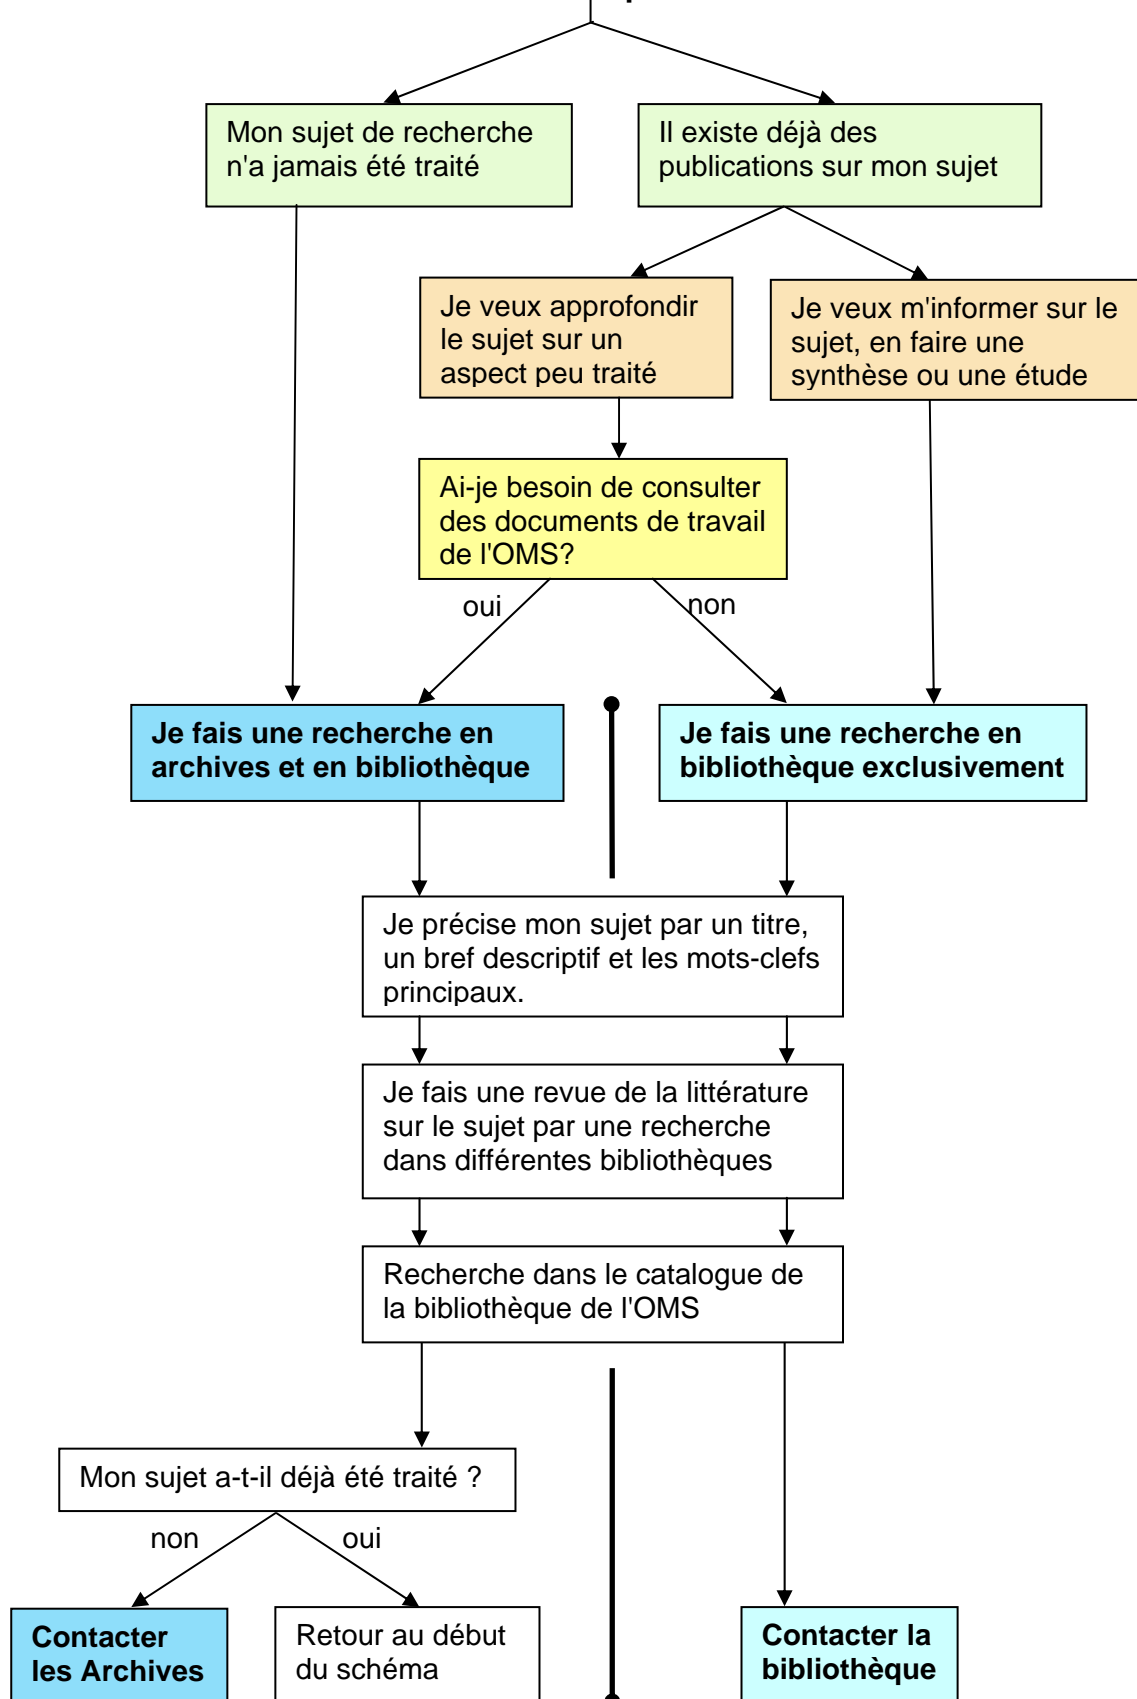 Mon sujet de recherche
n'a jamais été traité
Il existe déjà des
publications sur mon sujet
Je veux approfondir
le sujet sur un
aspect peu traité
Je veux m'informer sur le
sujet, en faire une
synthèse ou une étude
Ai-je besoin de consulter
des documents de travail
de l'OMS?
oui
non
Je fais une recherche en
archives et en bibliothèque
Je fais une recherche en
bibliothèque exclusivement
Je précise mon sujet par un titre,
un bref descriptif et les mots-clefs
principaux.
Je fais une revue de la littérature
sur le sujet par une recherche
dans différentes bibliothèques
Recherche dans le catalogue de
la bibliothèque de l'OMS
Mon sujet a-t-il déjà été traité ?
non
oui
Contacter
les Archives
Retour au début
du schéma
Contacter la
bibliothèque